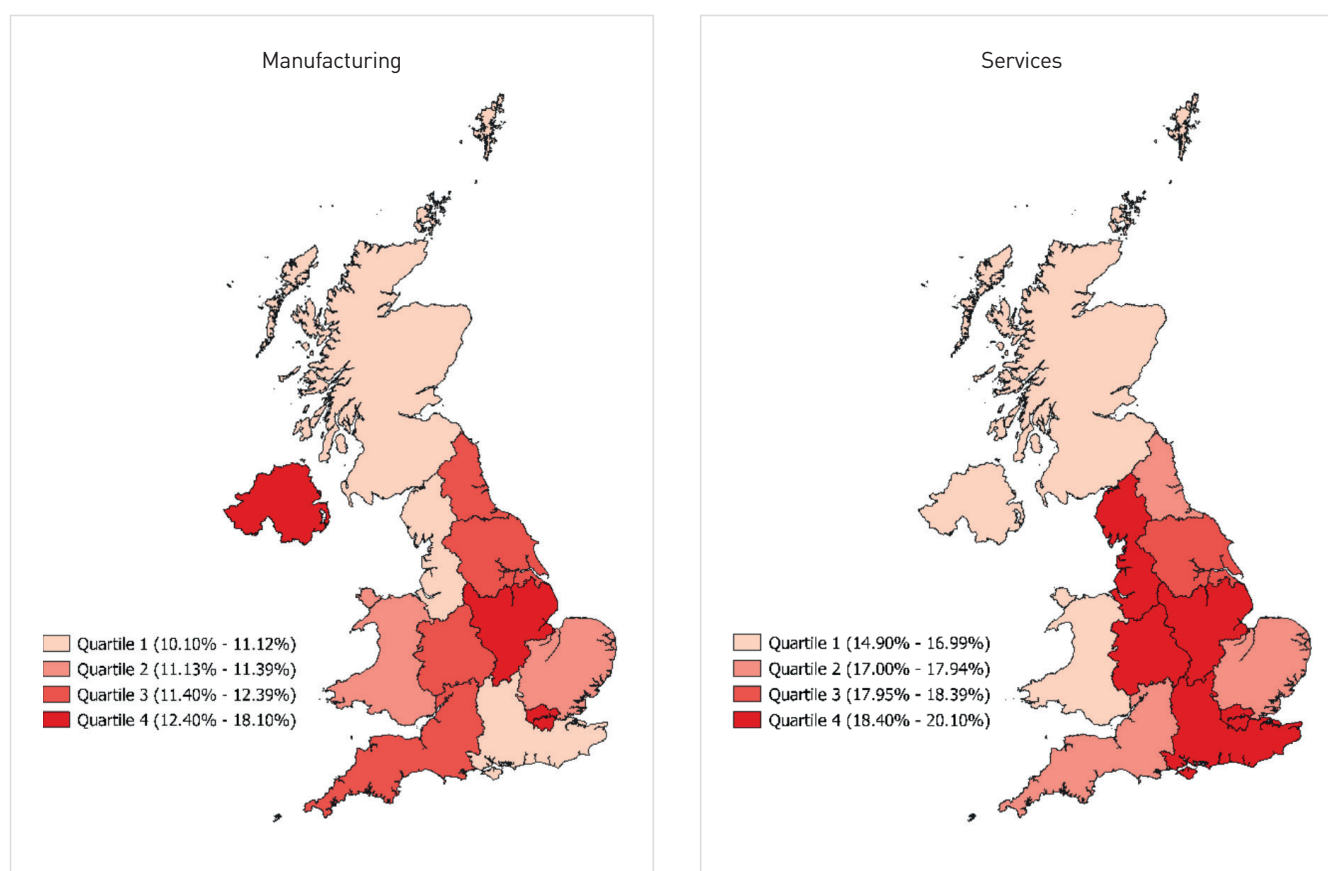 Manufacturing
Quartile 1 (10.10% - 11.12%)
Quartile 2 (11.13% - 11.39%)
Quartile 3 (11.40% - 12.39%)
Quartile 4 (12.40% - 18.10%)
Services
Quartile 1 (14.90% - 16.99%)
Quartile 2 (17.00% - 17.94%)
Quartile 3 (17.95% - 18.39%)
Quartile 4 (18.40% - 20.10%)